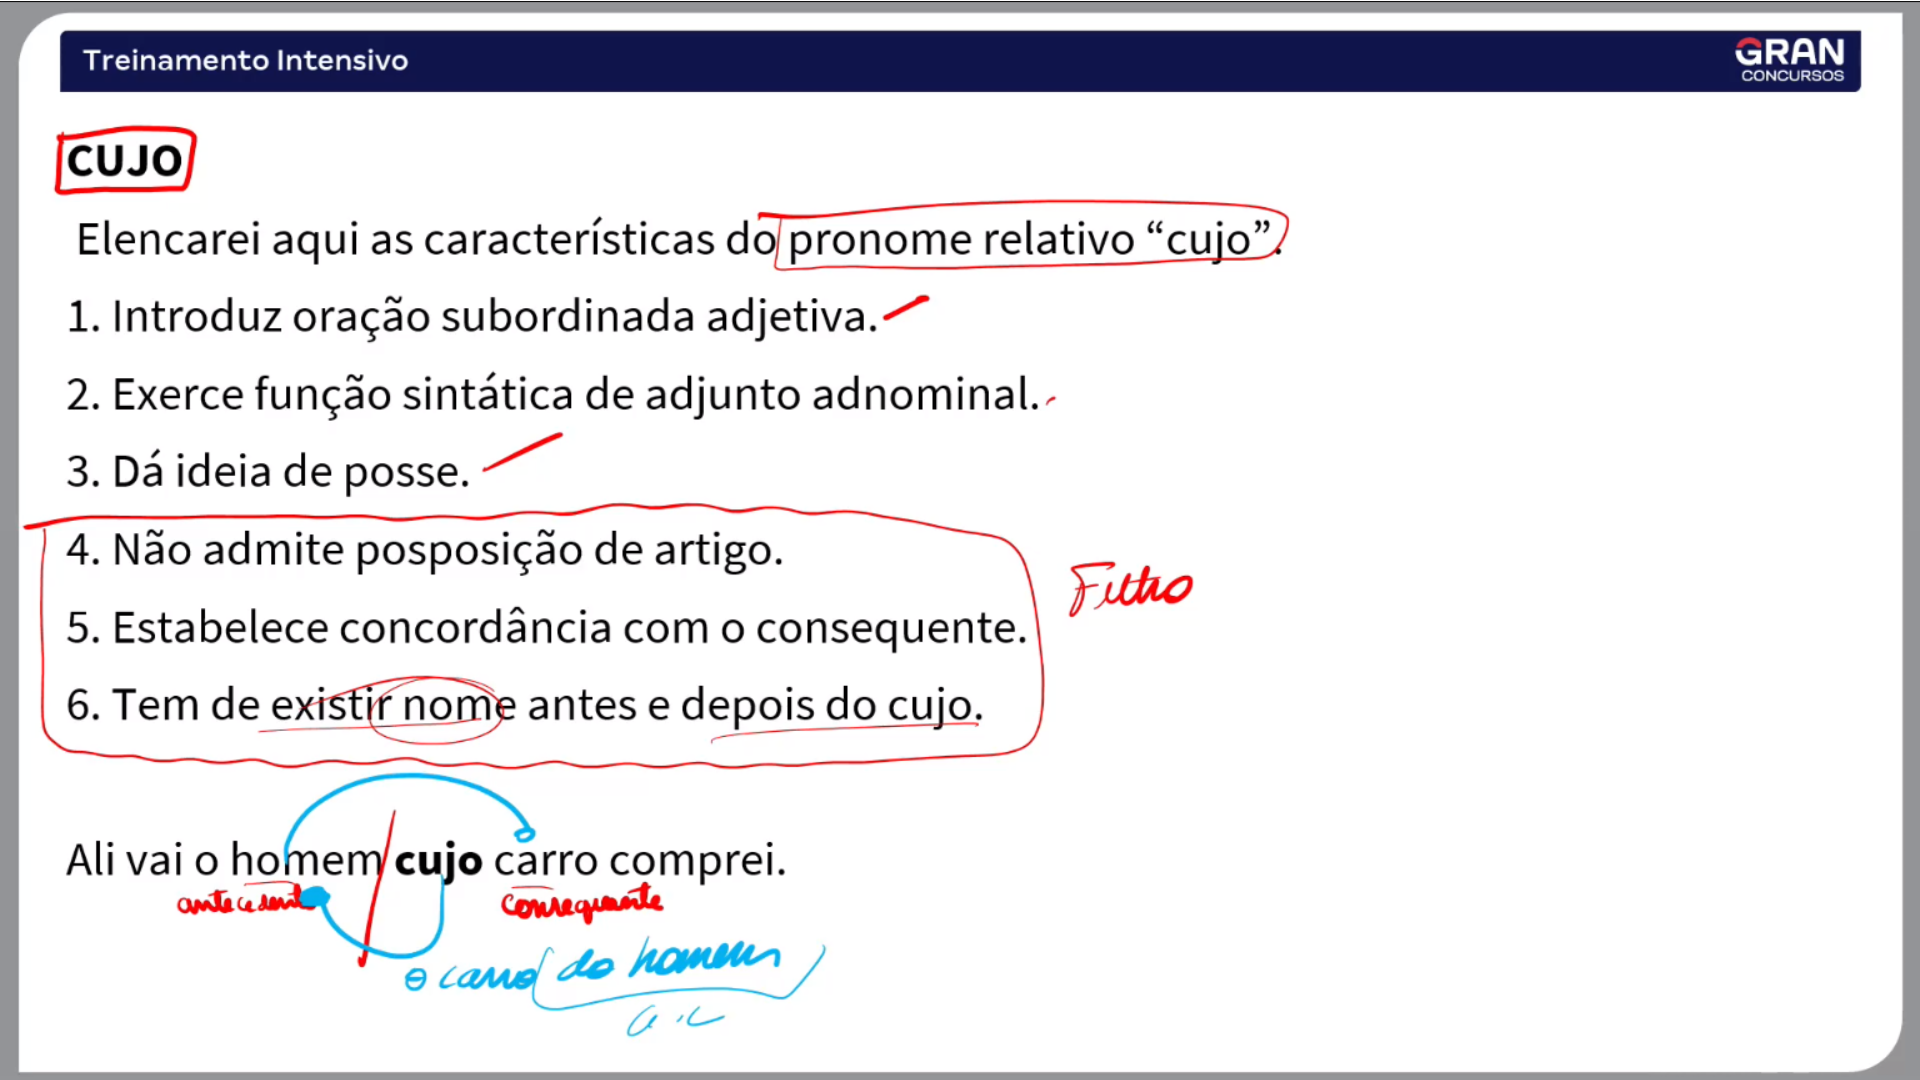 Treinamento Intensivo
GRAN
CONCURSOS
CUJO
Elencarei aqui as características do pronome relativo “cujo”.
1. Introduz oração subordinada adjetiva.
2. Exerce função sintática de adjunto adnominal.
3. Dá ideia de posse.
4. Não admite posposição de artigo.
5. Estabelece concordância com o consequente.
6. Tem de existir nome antes e depois do cujo.
Filtro
Ali vai o homem cujo carro comprei.
antecedente consequente
o carro do homem